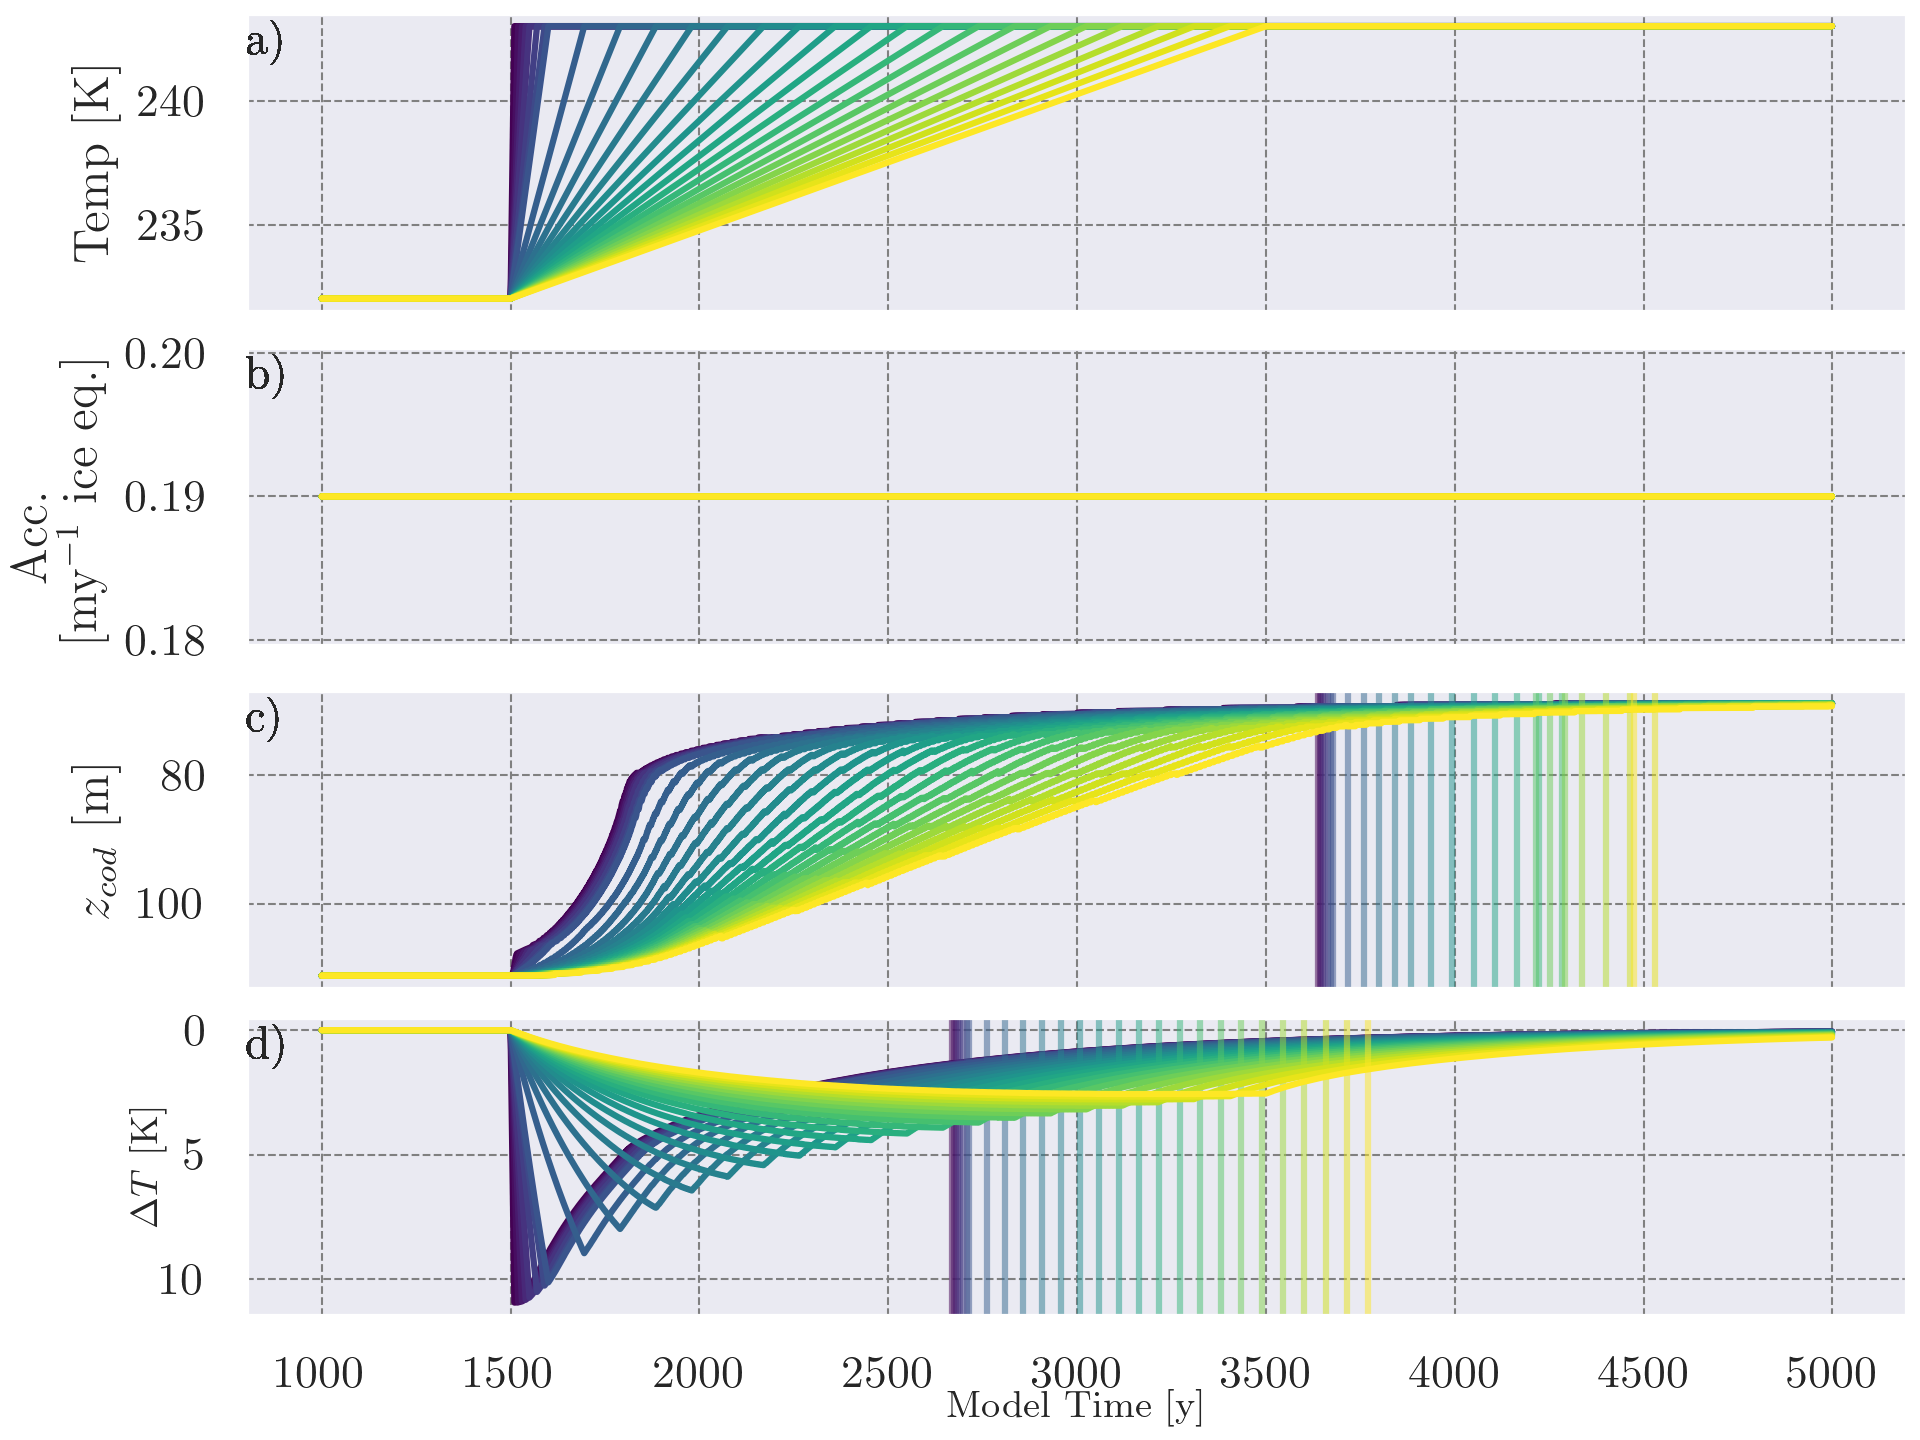 a)
Temp [K]
240
235
b)
Acc.
[my⁻¹ ice eq.]
0.20
0.19
0.18
c)
z_cod [m]
80
100
d)
ΔT [K]
0
5
10
1000 1500 2000 2500 3000 3500 4000 4500 5000
Model Time [y]